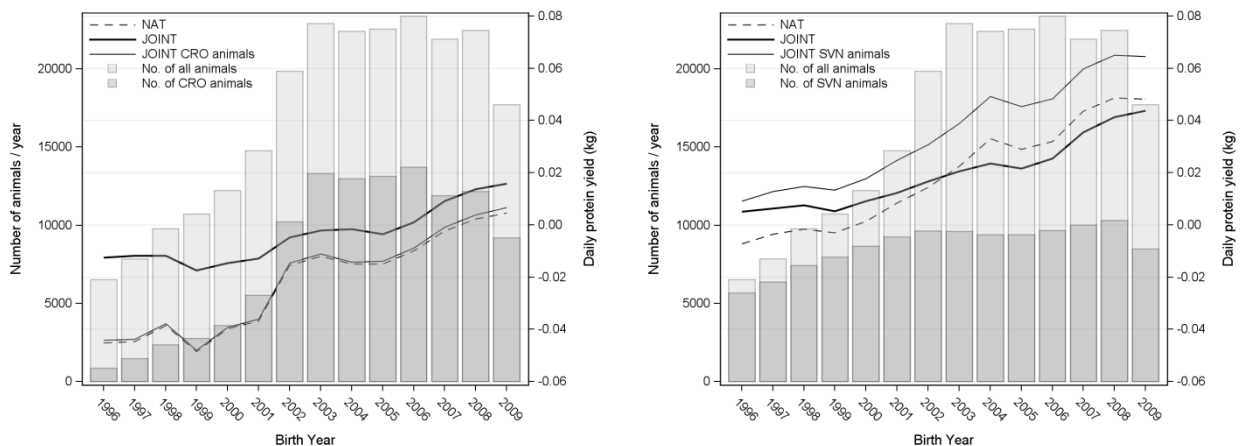 NAT
JOINT
JOINT CRO animals
No. of all animals
No. of CRO animals
Number of animals / year
20000
15000
10000
5000
0
0.08
0.06
0.04
0.02
0.00
-0.02
-0.04
-0.06
Daily protein yield (kg)
1996 1997 1998 1999 2000 2001 2002 2003 2004 2005 2006 2007 2008 2009
Birth Year
NAT
JOINT
JOINT SVN animals
No. of all animals
No. of SVN animals
Number of animals / year
20000
15000
10000
5000
0
0.08
0.06
0.04
0.02
0.00
-0.02
-0.04
-0.06
Daily protein yield (kg)
1996 1997 1998 1999 2000 2001 2002 2003 2004 2005 2006 2007 2008 2009
Birth Year